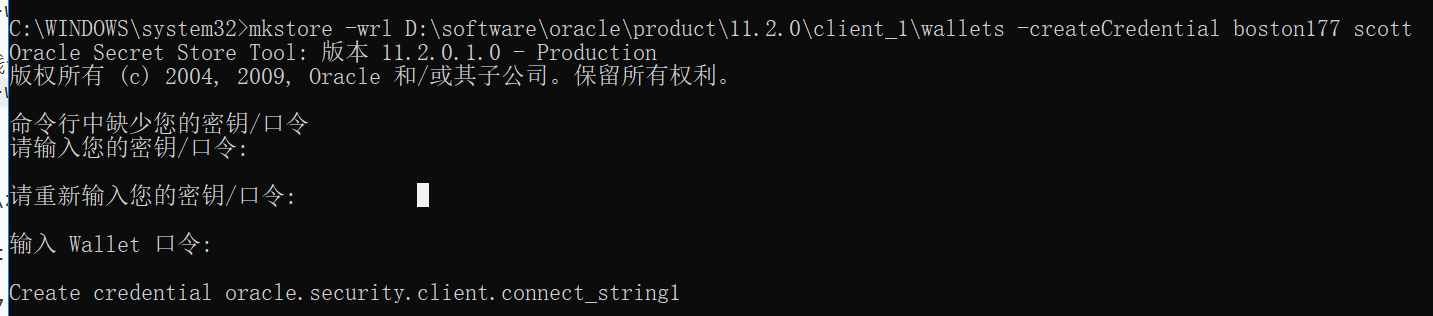 C:\WINDOWS\system32>mkstore -wrl D:\software\oracle\product\11.2.0\client_1\wallets -createCredential boston177 scott
Oracle Secret Store Tool: 版本 11.2.0.1.0 - Production
版权所有 (c) 2004, 2009, Oracle 和/或其子公司。保留所有权利。
命令行中缺少您的密钥/口令
请输入您的密钥/口令:
请重新输入您的密钥/口令:
输入 Wallet 口令:
Create credential oracle.security.client.connect_string1